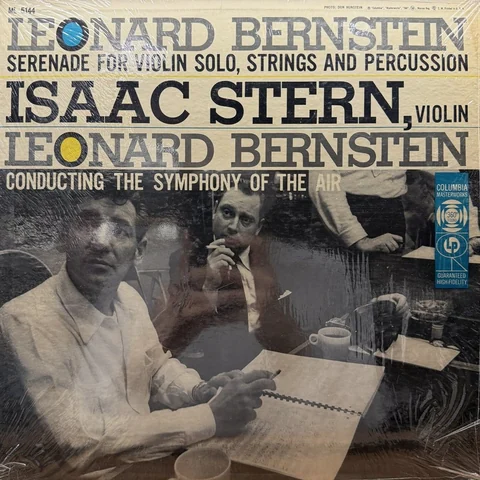 ML 5144
LEONARD BERNSTEIN
SERENADE FOR VIOLIN SOLO, STRINGS AND PERCUSSION
ISAAC STERN, VIOLIN
LEONARD BERNSTEIN
CONDUCTING THE SYMPHONY OF THE AIR
COLUMBIA
MASTERWORKS
LP
GUARANTEED
HIGH-FIDELITY